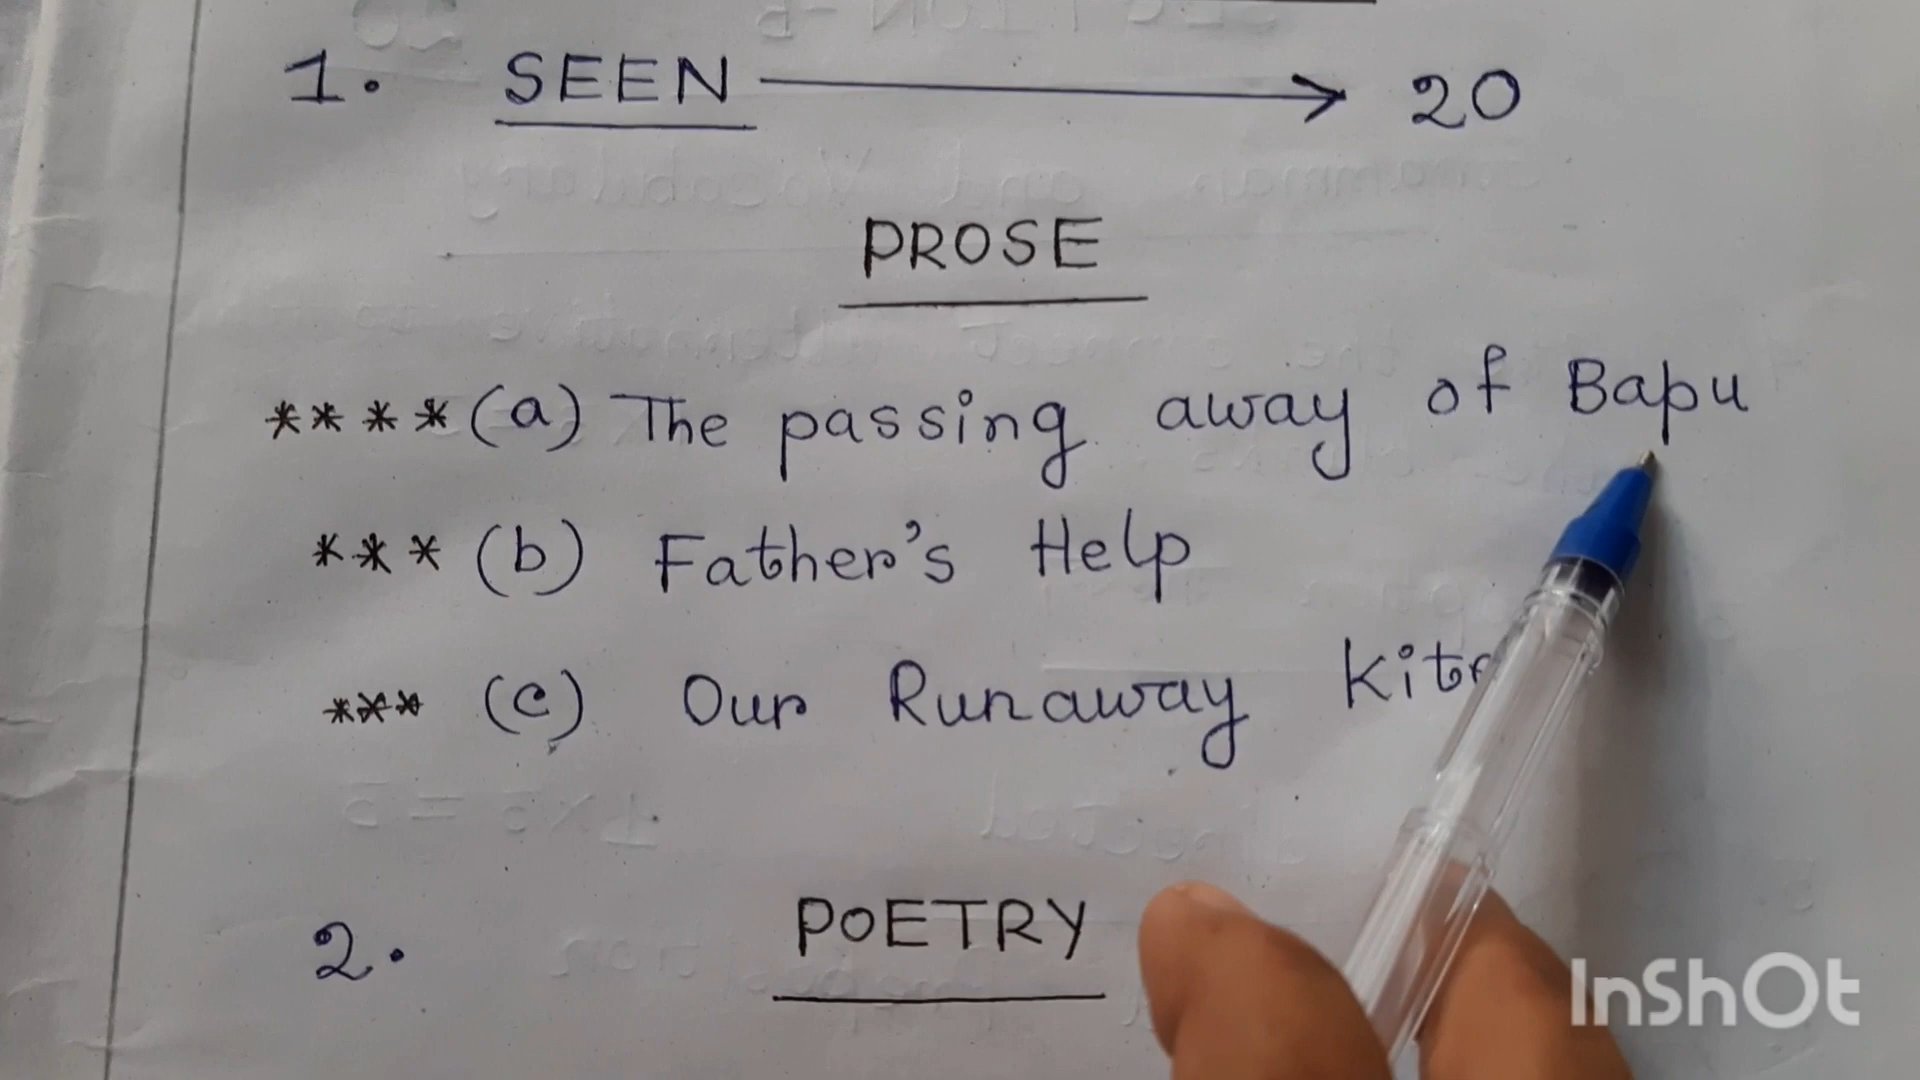 1. SEEN → 20
PROSE
**** (a) The passing away of Bapu
*** (b) Father's Help
*** (c) Our Runaway
2. POETRY
InShOt